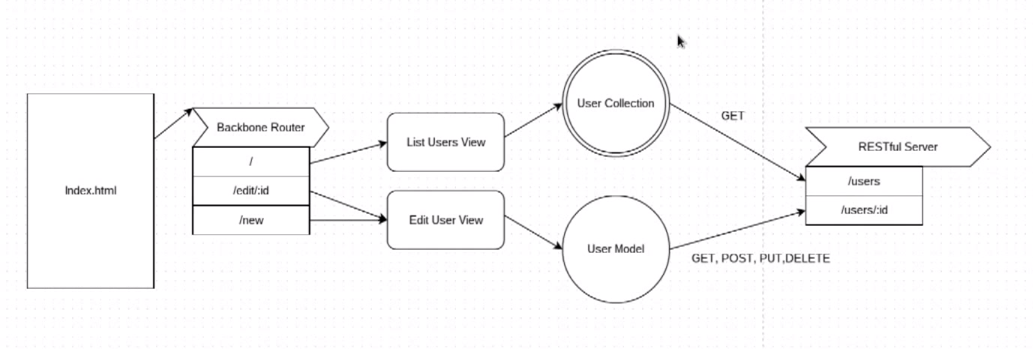 Index.html
Backbone Router
/
/edit/:id
/new
List Users View
Edit User View
User Collection
User Model
GET
GET, POST, PUT,DELETE
RESTful Server
/users
/users/:id